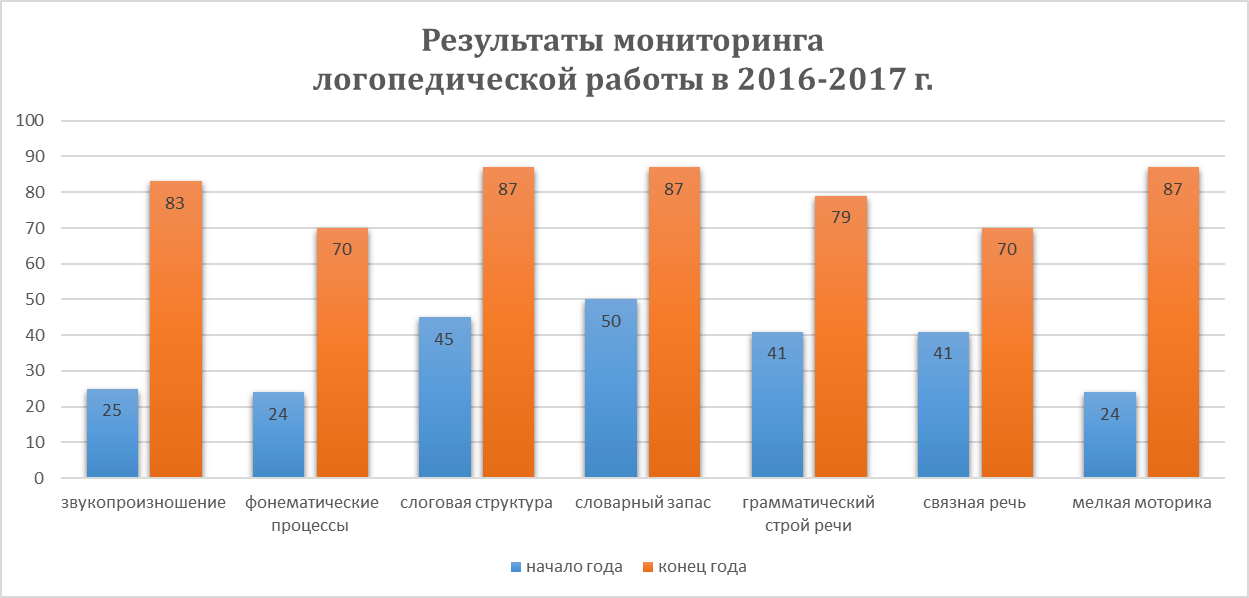 Результаты мониторинга
логопедической работы в 2016-2017 г.
100
90
80
70
60
50
40
30
20
10
0
25
83
24
70
45
87
50
87
41
79
41
70
24
87
звукопроизношение
фонематические
процессы
слоговая структура
словарный запас
грамматический
строй речи
связная речь
мелкая моторика
начало года
конец года